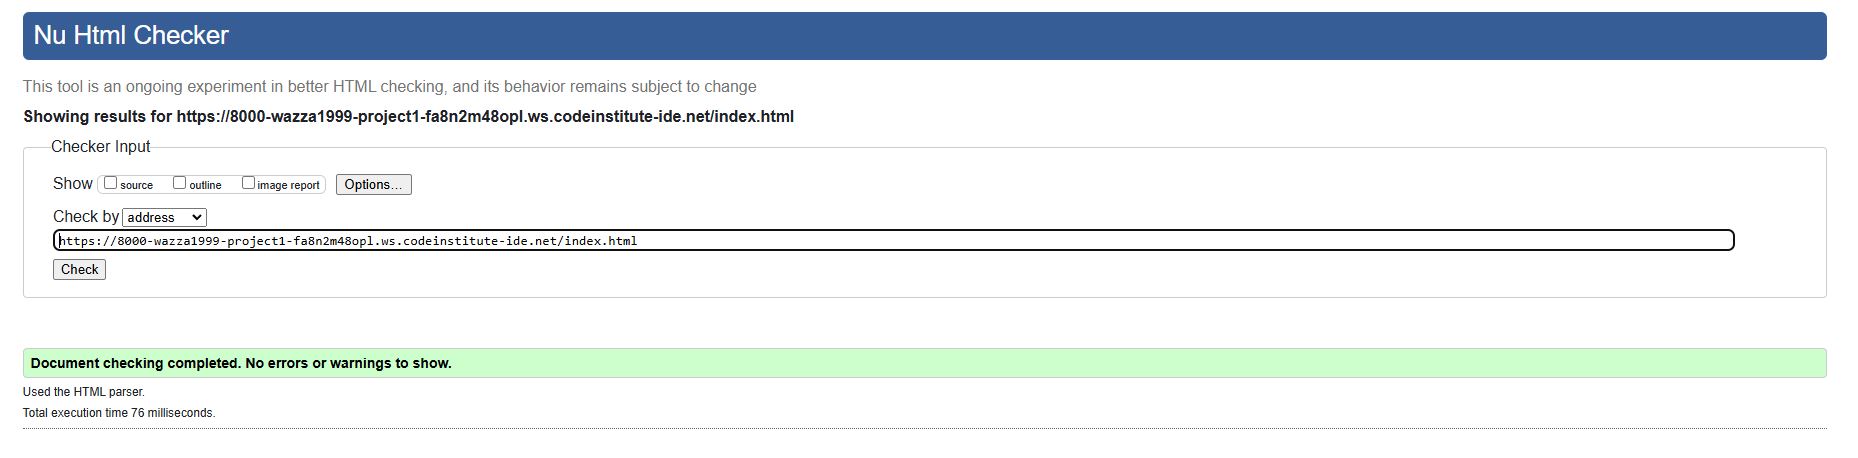 Nu Html Checker
This tool is an ongoing experiment in better HTML checking, and its behavior remains subject to change
Showing results for https://8000-wazza1999-project1-fa8n2m48opl.ws.codeinstitute-ide.net/index.html
Checker Input
Show source outline image report Options...
Check by address
https://8000-wazza1999-project1-fa8n2m48opl.ws.codeinstitute-ide.net/index.html
Check
Document checking completed. No errors or warnings to show.
Used the HTML parser.
Total execution time 76 milliseconds.